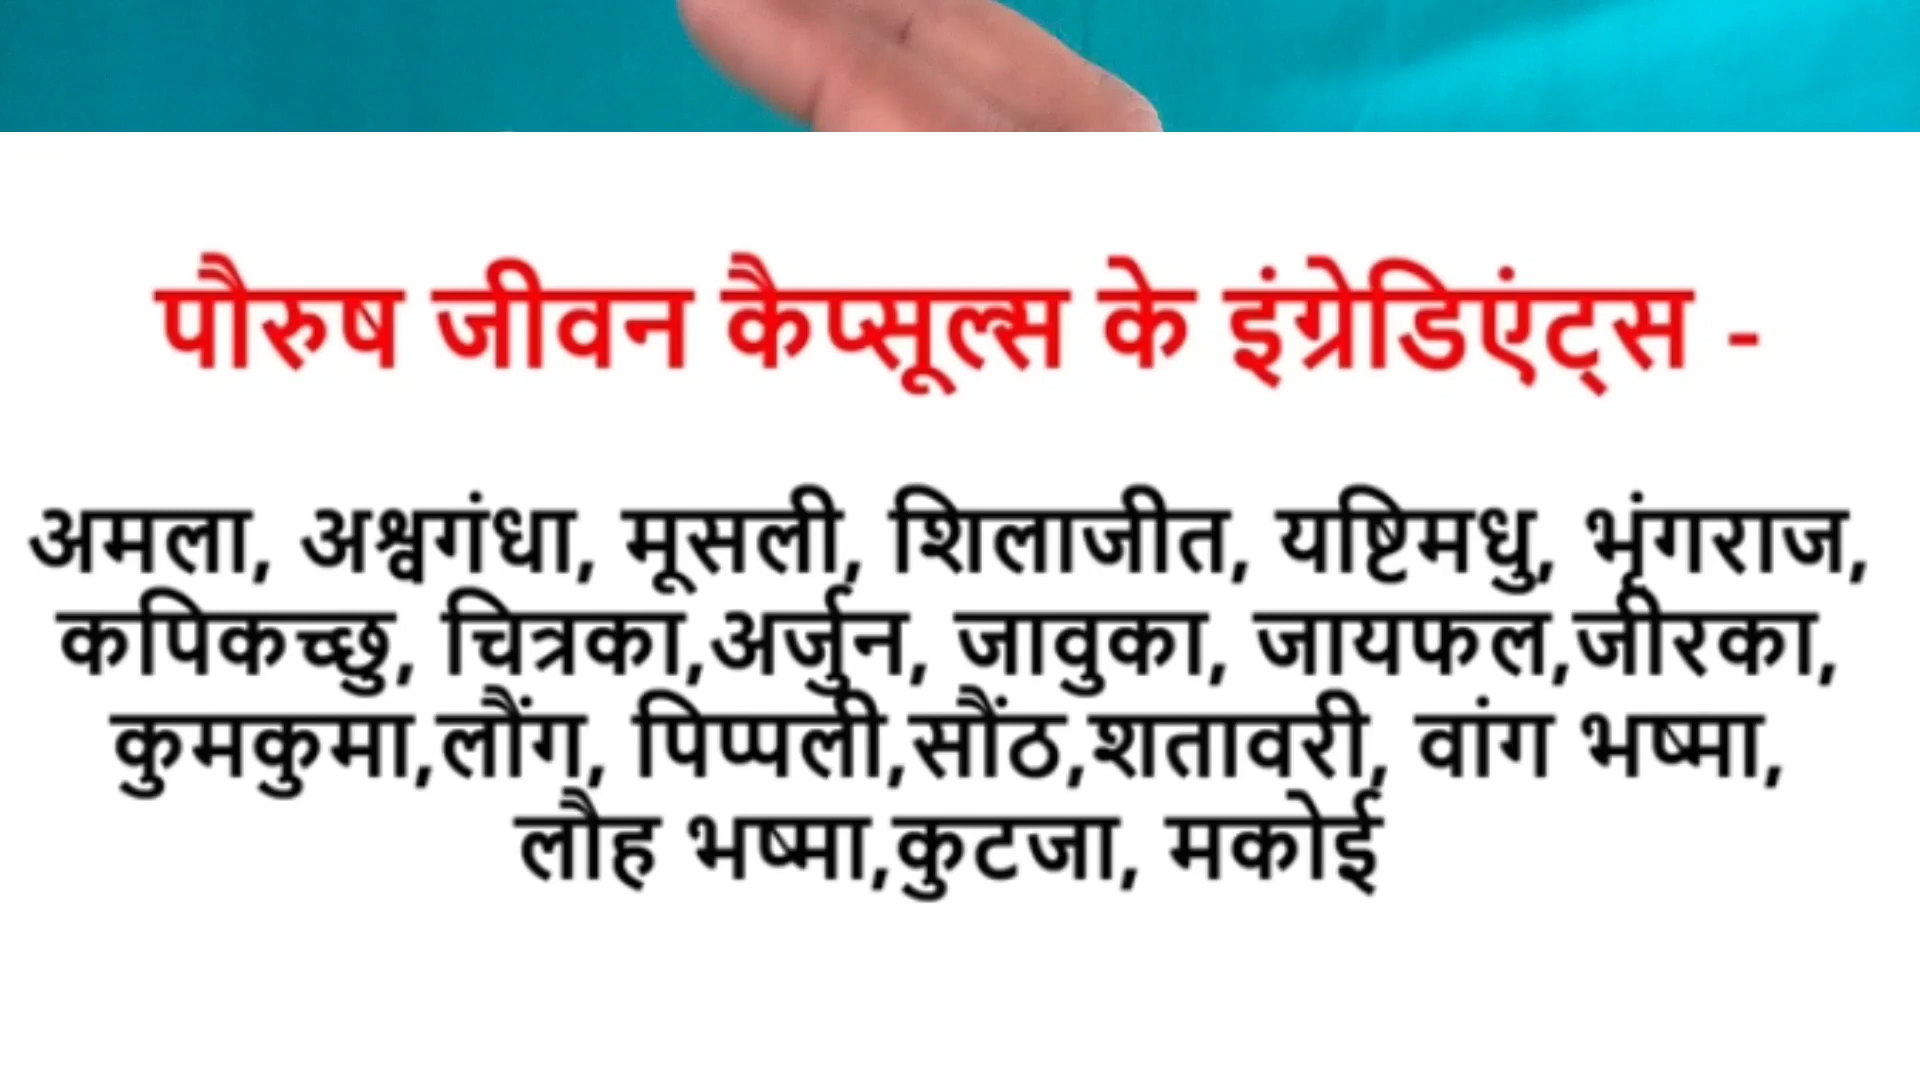 पौरुष जीवन कैप्सूल्स के इंग्रेडिएंट्स -
अमला, अश्वगंधा, मूसली, शिलाजीत, यष्टिमधु, भृंगराज,
कपिकच्छु, चित्रका,अर्जुन, जावुका, जायफल,जीरका,
कुमकुमा,लौंग, पिप्पली,सौंठ,शतावरी, वांग भष्मा,
लौह भष्मा,कुटजा, मकोई